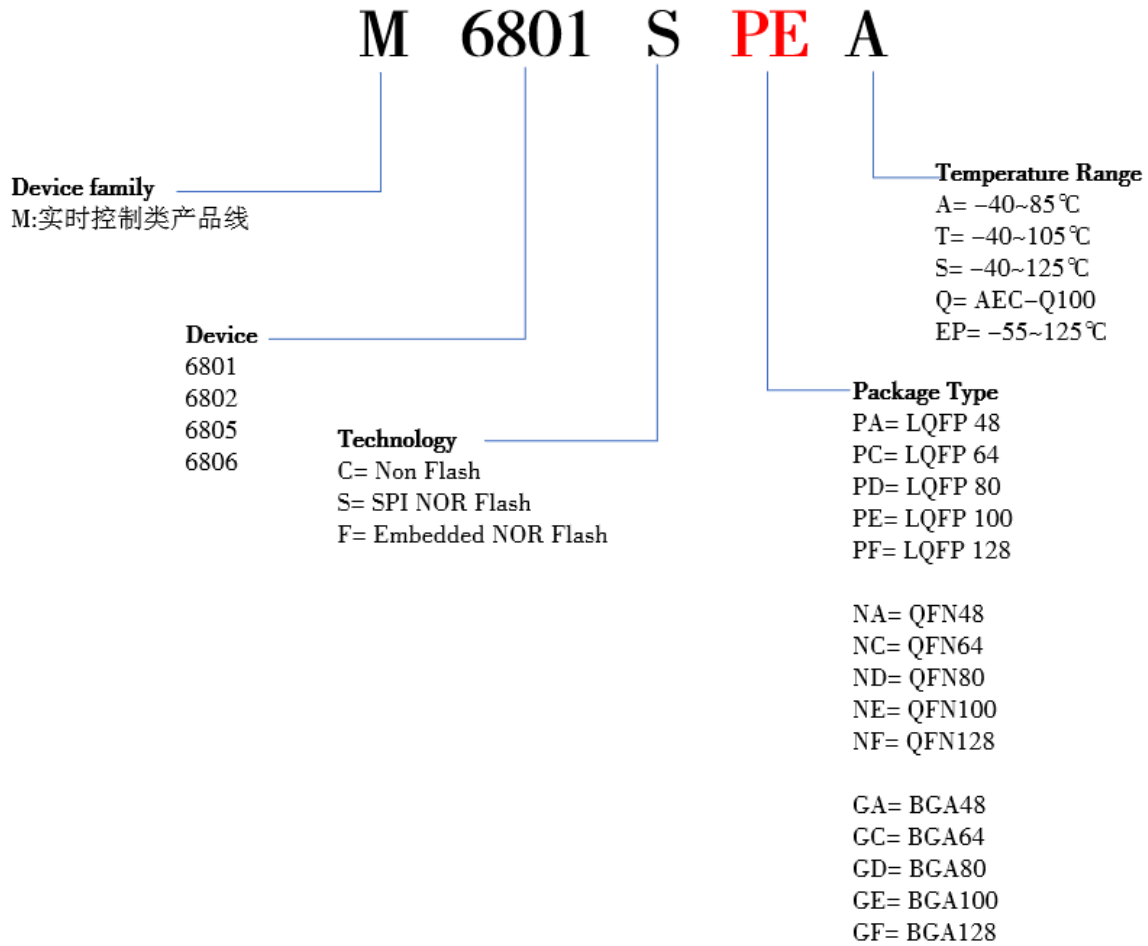 M 6801 S PE A
Device family
M:实时控制类产品线
Device
6801
6802
6805
6806
Technology
C= Non Flash
S= SPI NOR Flash
F= Embedded NOR Flash
Temperature Range
A= −40~85℃
T= −40~105℃
S= −40~125℃
Q= AEC−Q100
EP= −55~125℃
Package Type
PA= LQFP 48
PC= LQFP 64
PD= LQFP 80
PE= LQFP 100
PF= LQFP 128
NA= QFN48
NC= QFN64
ND= QFN80
NE= QFN100
NF= QFN128
GA= BGA48
GC= BGA64
GD= BGA80
GE= BGA100
GF= BGA128